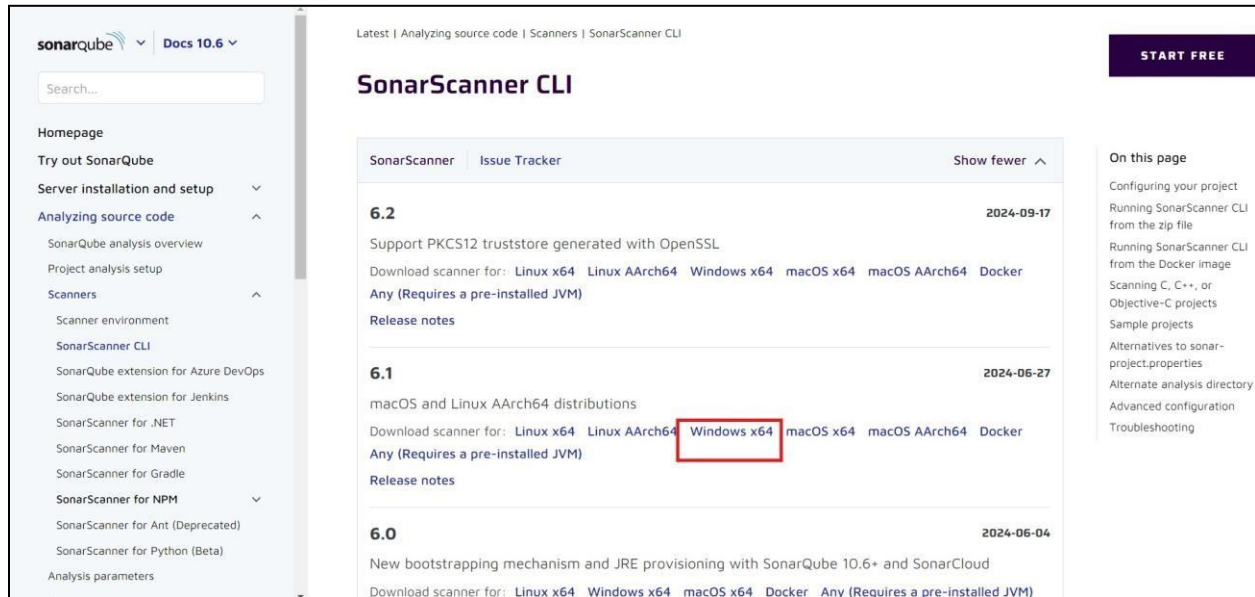 sonarqube Docs 10.6
Search...
Homepage
Try out SonarQube
Server installation and setup
Analyzing source code
SonarQube analysis overview
Project analysis setup
Scanners
Scanner environment
SonarScanner CLI
SonarQube extension for Azure DevOps
SonarQube extension for Jenkins
SonarScanner for .NET
SonarScanner for Maven
SonarScanner for Gradle
SonarScanner for NPM
SonarScanner for Ant (Deprecated)
SonarScanner for Python (Beta)
Analysis parameters
Latest | Analyzing source code | Scanners | SonarScanner CLI
SonarScanner CLI
SonarScanner Issue Tracker Show fewer
6.2 2024-09-17
Support PKCS12 truststore generated with OpenSSL
Download scanner for: Linux x64 Linux AArch64 Windows x64 macOS x64 macOS AArch64 Docker
Any (Requires a pre-installed JVM)
Release notes
6.1 2024-06-27
macOS and Linux AArch64 distributions
Download scanner for: Linux x64 Linux AArch64 Windows x64 macOS x64 macOS AArch64 Docker
Any (Requires a pre-installed JVM)
Release notes
6.0 2024-06-04
New bootstrapping mechanism and JRE provisioning with SonarQube 10.6+ and SonarCloud
Download scanner for: Linux x64 Windows x64 macOS x64 Docker Any (Requires a pre-installed JVM)
START FREE
On this page
Configuring your project
Running SonarScanner CLI
from the zip file
Running SonarScanner CLI
from the Docker image
Scanning C, C++, or
Objective-C projects
Sample projects
Alternatives to sonar-
project.properties
Alternate analysis directory
Advanced configuration
Troubleshooting